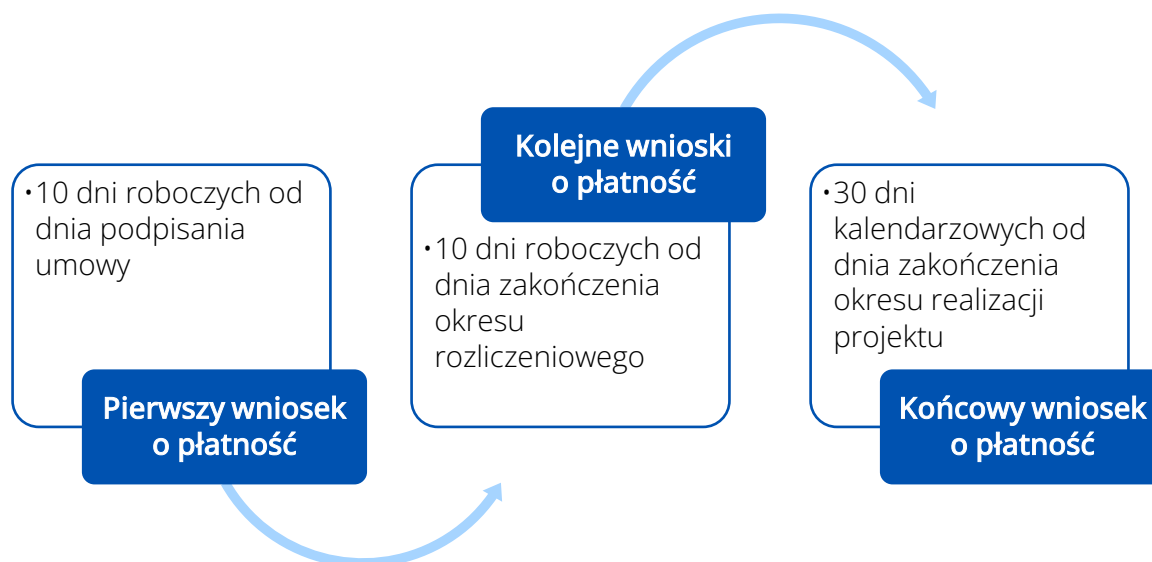 •10 dni roboczych od
dnia podpisania
umowy
Pierwszy wniosek
o płatność
Kolejne wnioski
o płatność
•10 dni roboczych od
dnia zakończenia
okresu
rozliczeniowego
•30 dni
kalendarzowych od
dnia zakończenia
okresu realizacji
projektu
Końcowy wniosek
o płatność